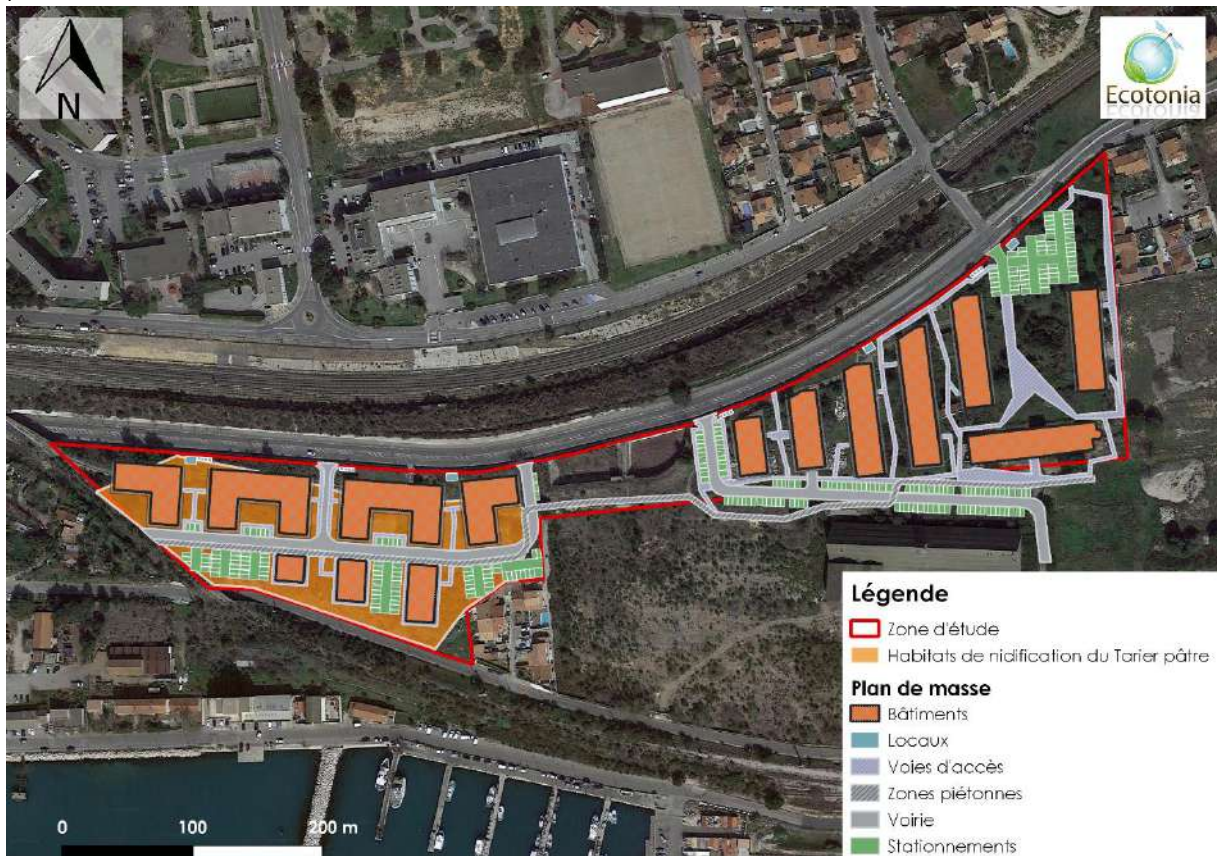 N
Ecotonia
Légende
Zone d'étude
Habitats de nidification du Tarier pâtre
Plan de masse
Bâtiments
Locaux
Voies d'accès
Zones piétonnes
Voirie
Stationnements
0 100 200 m